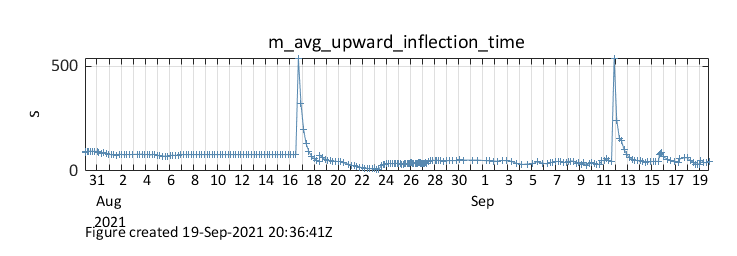 m_avg_upward_inflection_time
500
s
0
31 2 4 6 8 10 12 14 16 18 20 22 24 26 28 30 1 3 5 7 9 11 13 15 17 19
Aug Sep
2021
Figure created 19-Sep-2021 20:36:41Z